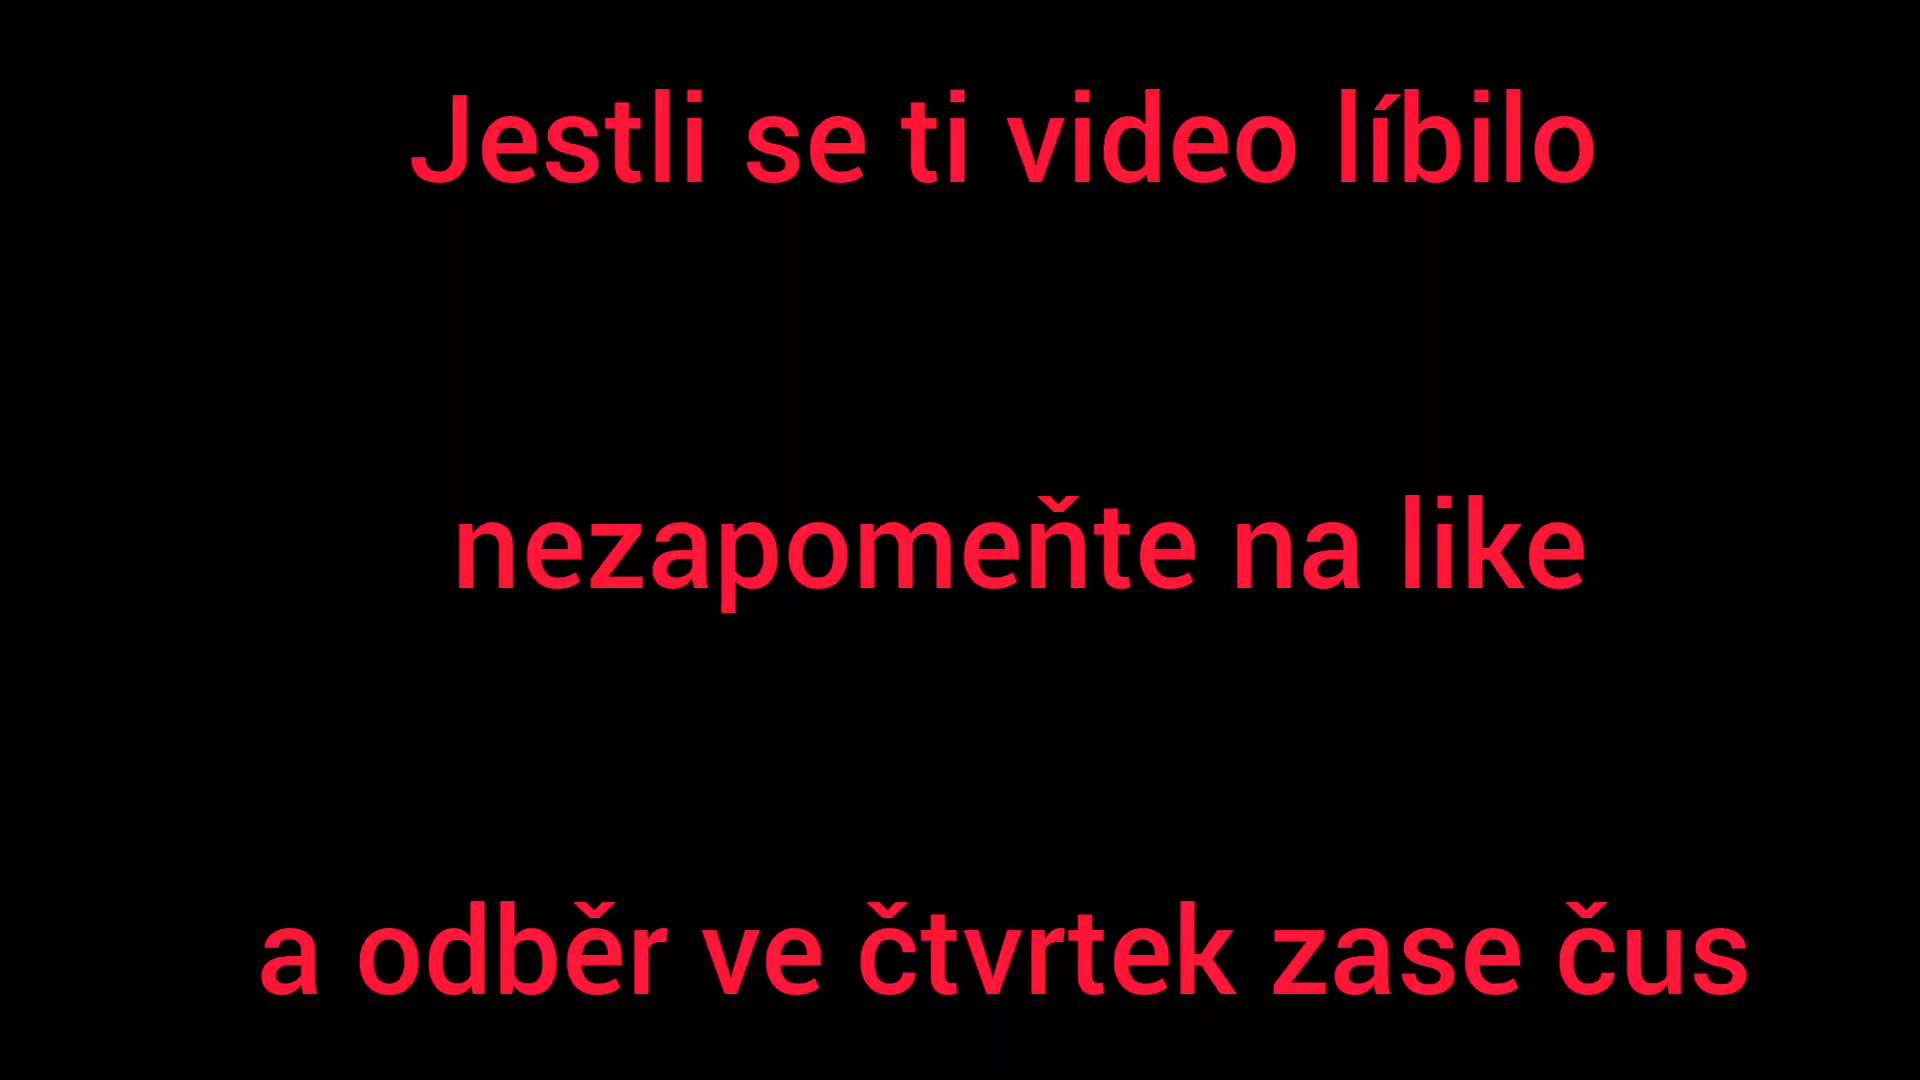 Jestli se ti video líbilo
nezapomeňte na like
a odběr ve čtvrtek zase čus